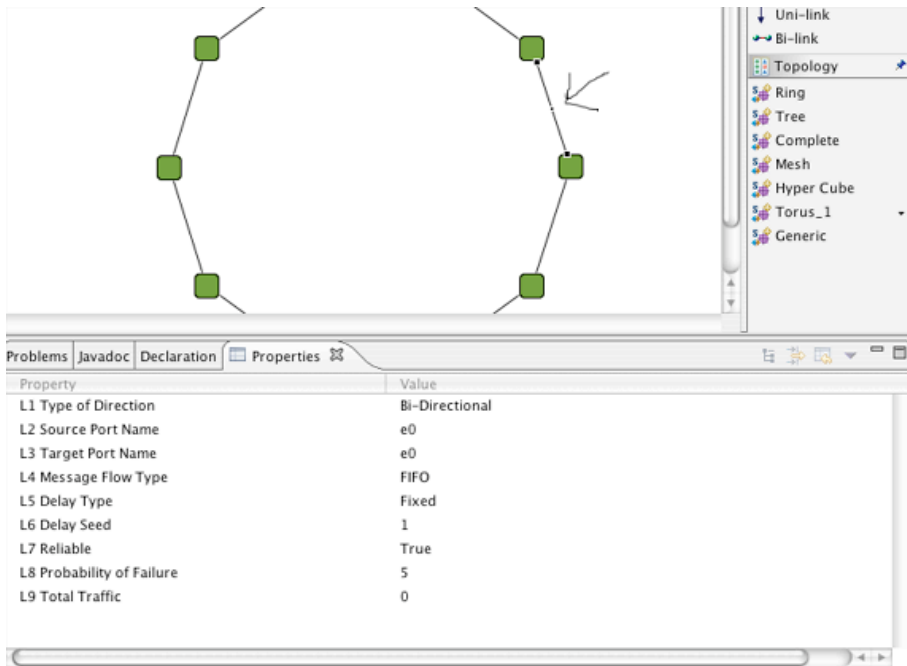 Uni-link
Bi-link
Topology
Ring
Tree
Complete
Mesh
Hyper Cube
Torus_1
Generic
Problems Javadoc Declaration Properties
Property Value
L1 Type of Direction Bi-Directional
L2 Source Port Name e0
L3 Target Port Name e0
L4 Message Flow Type FIFO
L5 Delay Type Fixed
L6 Delay Seed 1
L7 Reliable True
L8 Probability of Failure 5
L9 Total Traffic 0